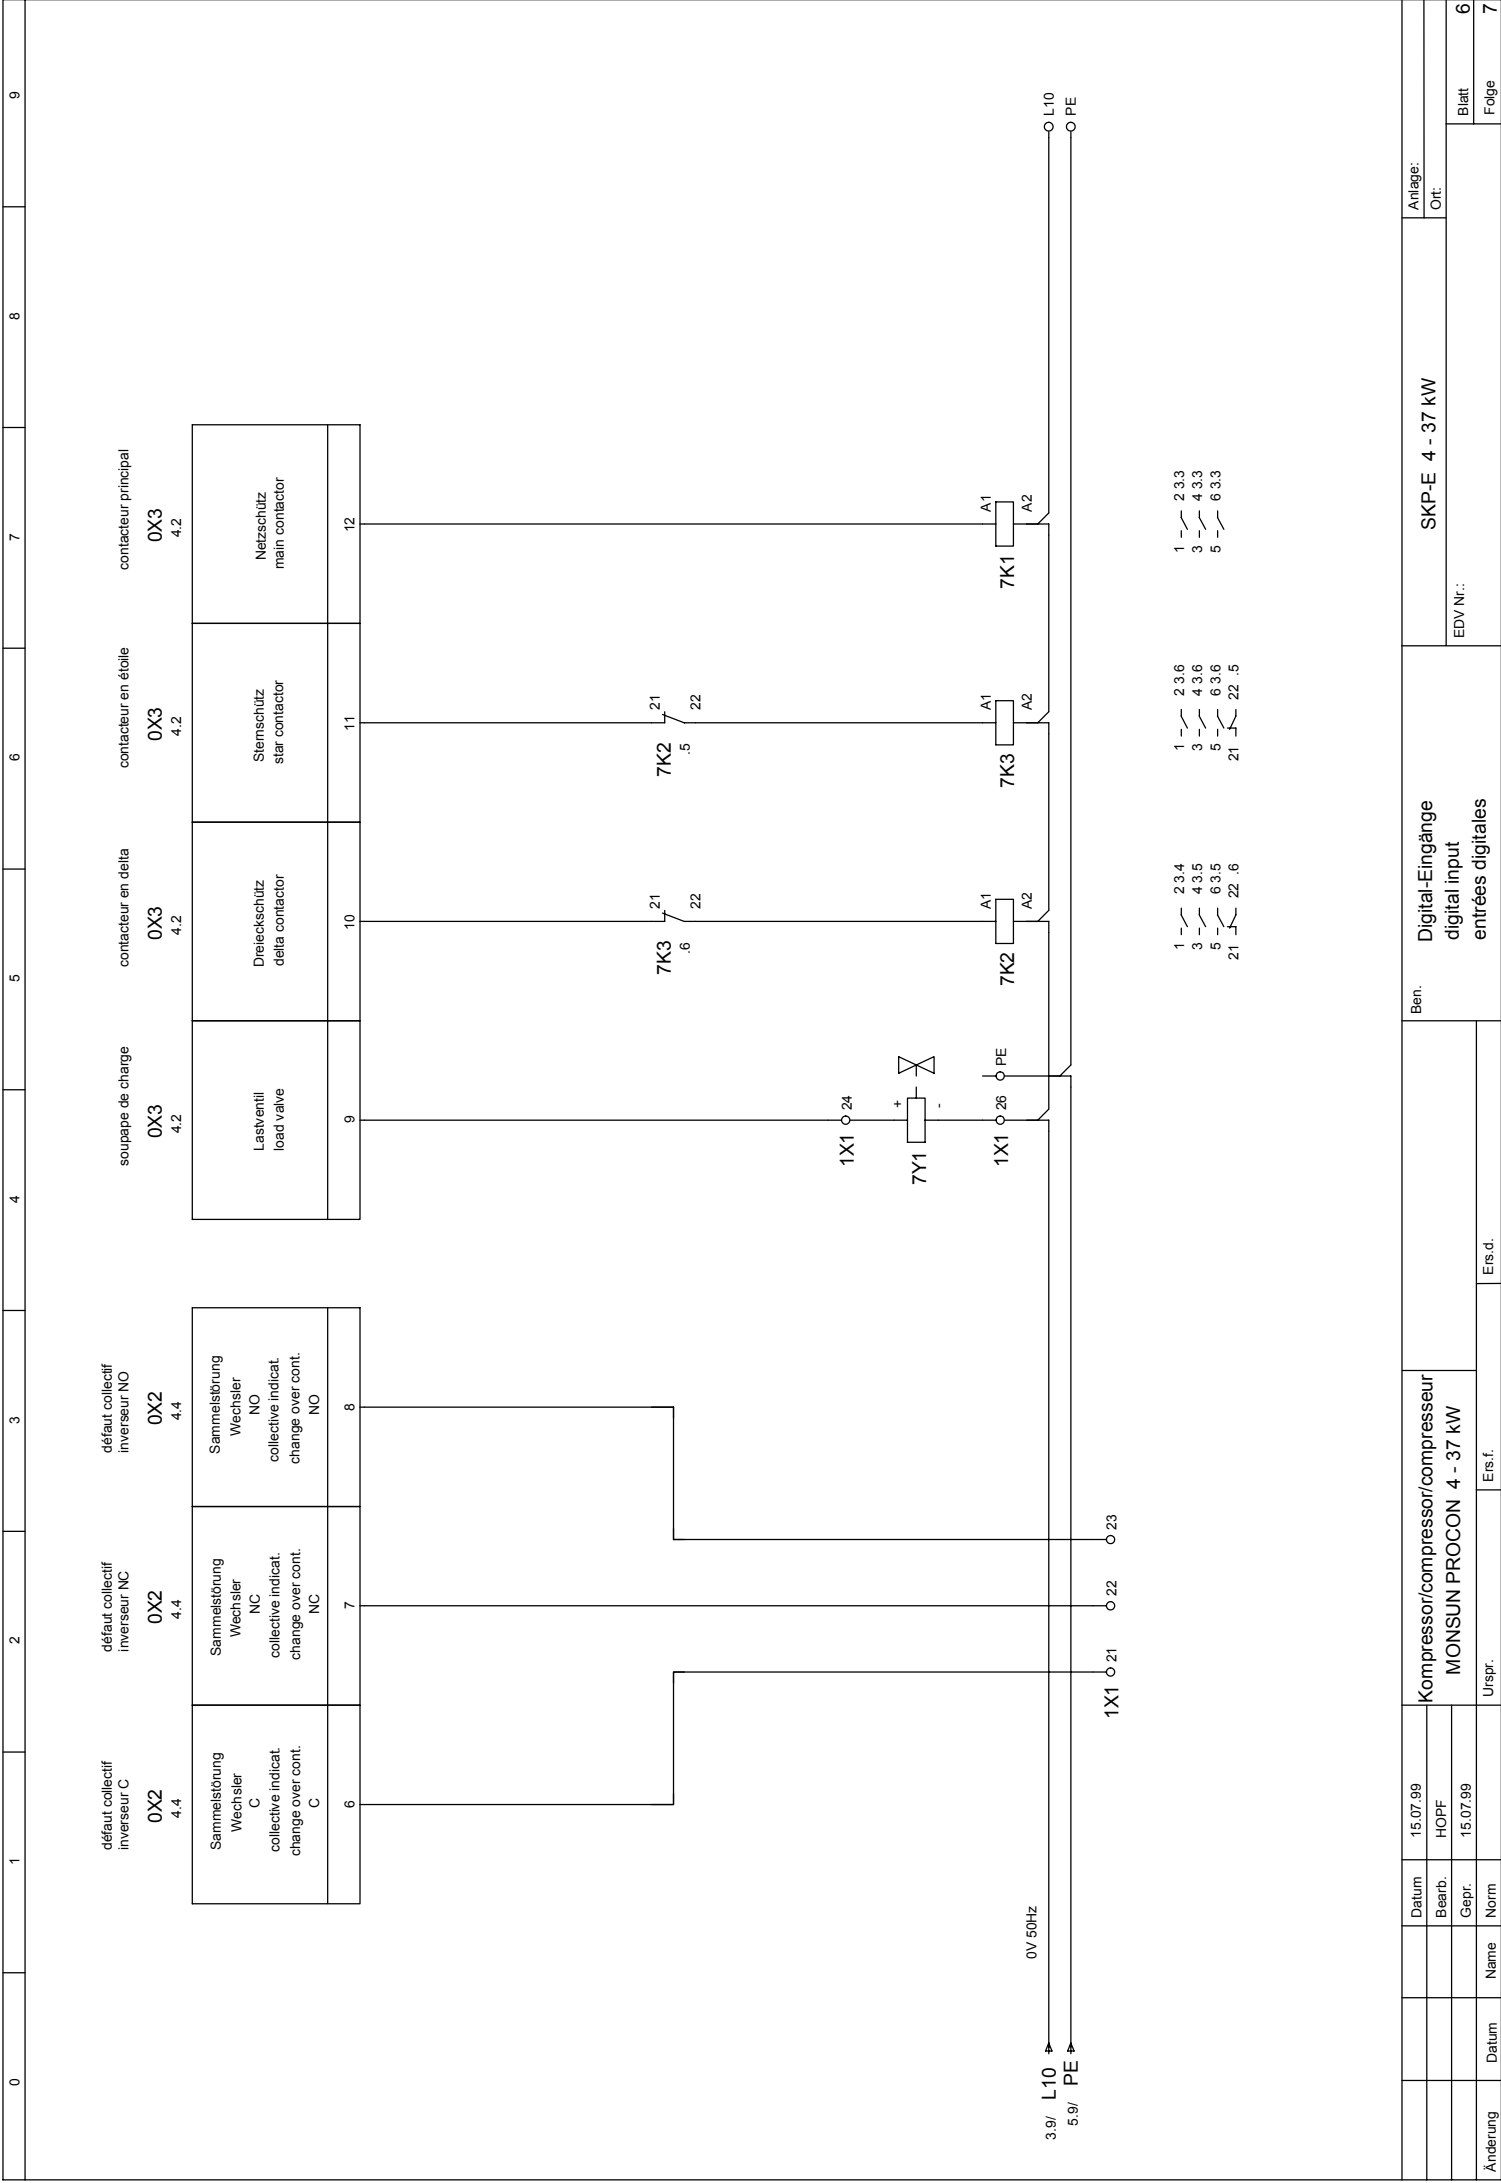 0 1 2 3 4 5 6 7 8 9
défaut collectif
inverseur C
0X2
4.4
Sammelstörung
Wechsler
C
collective indicat.
change over cont.
C
6
défaut collectif
inverseur NC
0X2
4.4
Sammelstörung
Wechsler
NC
collective indicat.
change over cont.
NC
7
défaut collectif
inverseur NO
0X2
4.4
Sammelstörung
Wechsler
NO
collective indicat.
change over cont.
NO
8
soupape de charge
0X3
4.2
Lastventil
load valve
9
contacteur en delta
0X3
4.2
Dreieckschütz
delta contactor
10
contacteur en étoile
0X3
4.2
Sternschütz
star contactor
11
contacteur principal
0X3
4.2
Netzschütz
main contactor
12
7K3
.6
21
22
7K2
.5
21
22
1X1 24
7Y1
+
-
1X1 26
PE
7K2
A1
A2
7K3
A1
A2
7K1
A1
A2
0V 50Hz
3.9/ L10
5.9/ PE
L10
PE
1X1 21
22
23
1 2 3.4
3 4 3.5
5 6 3.5
21 22 .6
1 2 3.6
3 4 3.6
5 6 3.6
21 22 .5
1 2 3.3
3 4 3.3
5 6 3.3
Änderung Datum Name Norm
Datum 15.07.99
Bearb. HOPF
Gepr. 15.07.99
Kompressor/compressor/compresseur
MONSUN PROCON 4 - 37 kW
Urspr. Ers.f. Ers.d.
Ben.
Digital-Eingänge
digital input
entrées digitales
SKP-E 4 - 37 kW
EDV Nr.:
Anlage:
Ort:
Blatt 6
Folge 7